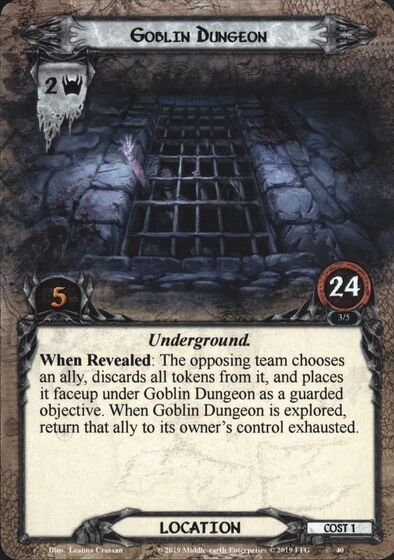 Goblin Dungeon
2
5
24
3/5
Underground.
When Revealed: The opposing team chooses
an ally, discards all tokens from it, and places
it faceup under Goblin Dungeon as a guarded
objective. When Goblin Dungeon is explored,
return that ally to its owner's control exhausted.
LOCATION
COST 1
Illus. Leanna Crossan
© 2019 Middle-earth Enterprises © 2019 FFG
40